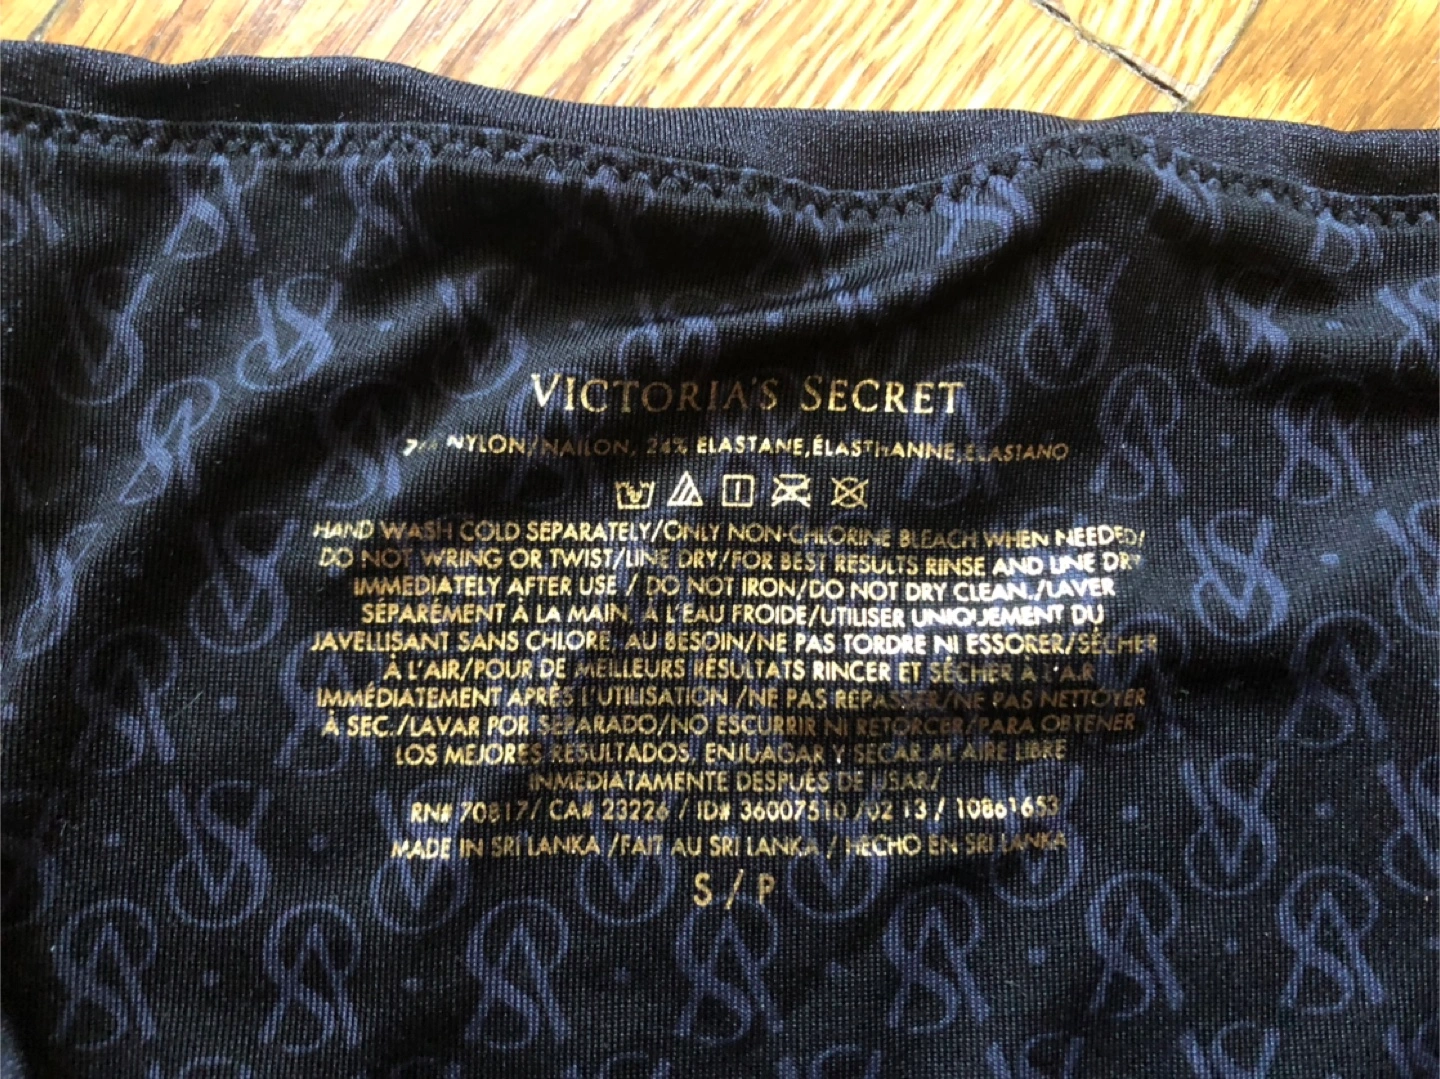 VICTORIA'S SECRET
NYLON/NAILON, 26% ELASTANE,ÉLASTHANNE,ELASTANO
HAND WASH COLD SEPARATELY/ONLY NON-CHLORINE BLEACH WHEN NEEDED/
DO NOT WRING OR TWIST/LINE DRY/FOR BEST RESULTS RINSE AND LINE DRY
IMMEDIATELY AFTER USE / DO NOT IRON/DO NOT DRY CLEAN./LAVER
SÉPARÉMENT À LA MAIN, À L'EAU FROIDE/UTILISER UNIQUEMENT DU
JAVELLISANT SANS CHLORE, AU BESOIN/NE PAS TORDRE NI ESSORER/SÉCHER
À L'AIR/POUR DE MEILLEURS RÉSULTATS RINCER ET SÉCHER À L'AIR
IMMÉDIATEMENT APRÈS L'UTILISATION /NE PAS REPASSER/NE PAS NETTOYER
À SEC./LAVAR POR SEPARADO/NO ESCURRIR NI RETORCER/PARA OBTENER
LOS MEJORES RESULTADOS, ENJUAGAR Y SECAR AL AIRE LIBRE
INMEDIATAMENTE DESPUÉS DE USAR/
RN# 70817/ CA# 23226 / ID# 36007510 /02 13 / 10861653
MADE IN SRI LANKA /FAIT AU SRI LANKA / HECHO EN SRI LANKA
S / P